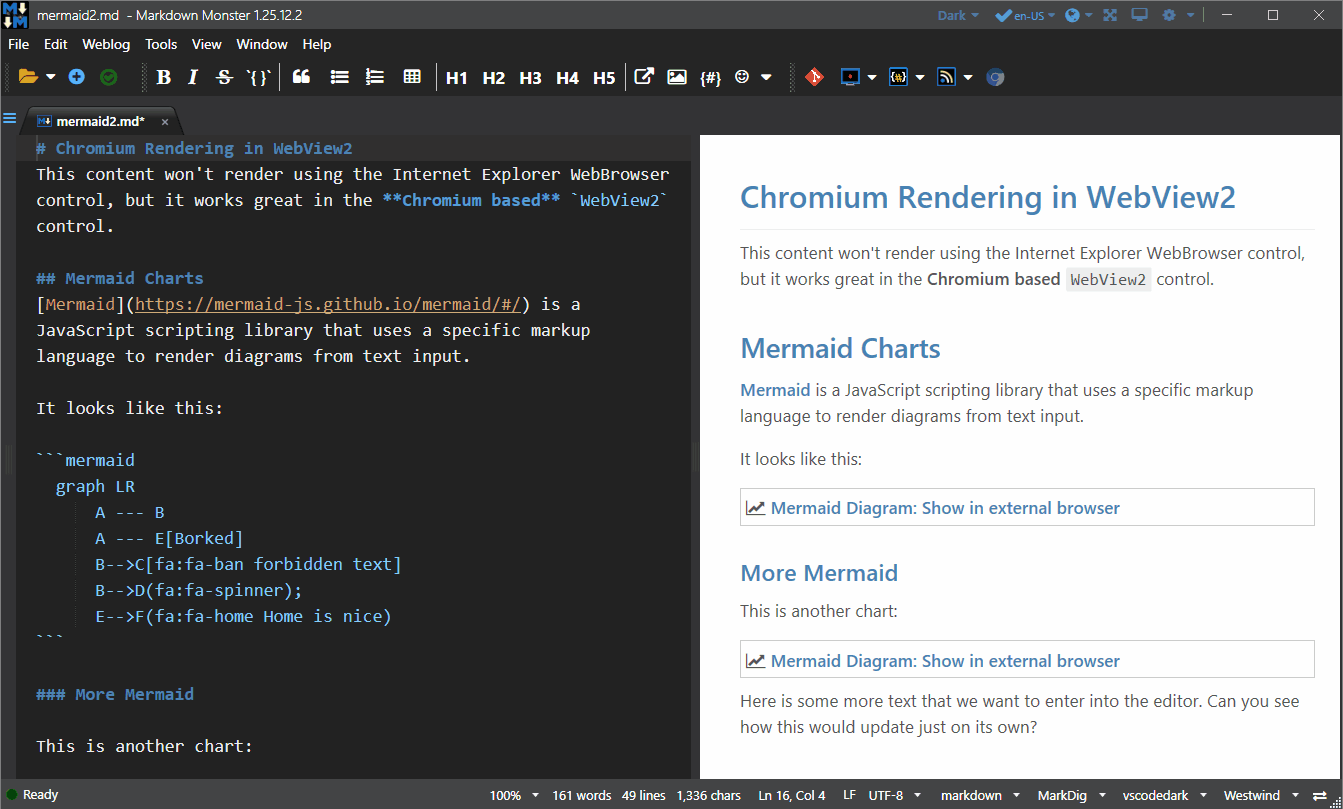 mermaid2.md - Markdown Monster 1.25.12.2
Dark en-US
File Edit Weblog Tools View Window Help
B I S `{}` H1 H2 H3 H4 H5 {#} {#}
mermaid2.md*
# Chromium Rendering in WebView2
This content won't render using the Internet Explorer WebBrowser
control, but it works great in the **Chromium based** `WebView2`
control.
## Mermaid Charts
[Mermaid](https://mermaid-js.github.io/mermaid/#/) is a
JavaScript scripting library that uses a specific markup
language to render diagrams from text input.
It looks like this:
```mermaid
graph LR
A --- B
A --- E[Borked]
B-->C[fa:fa-ban forbidden text]
B-->D(fa:fa-spinner);
E-->F(fa:fa-home Home is nice)
```
### More Mermaid
This is another chart:
Chromium Rendering in WebView2
This content won't render using the Internet Explorer WebBrowser control,
but it works great in the Chromium based WebView2 control.
Mermaid Charts
Mermaid is a JavaScript scripting library that uses a specific markup
language to render diagrams from text input.
It looks like this:
Mermaid Diagram: Show in external browser
More Mermaid
This is another chart:
Mermaid Diagram: Show in external browser
Here is some more text that we want to enter into the editor. Can you see
how this would update just on its own?
Ready 100% 161 words 49 lines 1,336 chars Ln 16, Col 4 LF UTF-8 markdown MarkDig vscodedark Westwind